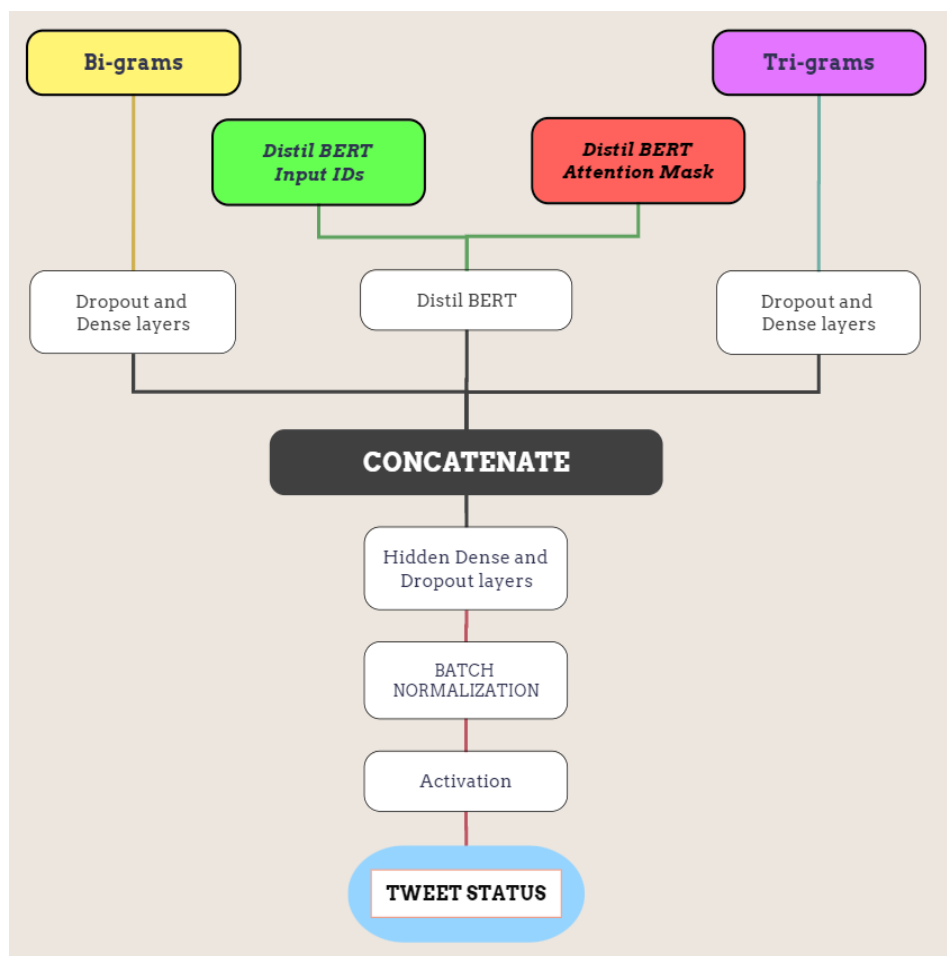 Bi-grams
Tri-grams
Distil BERT
Input IDs
Distil BERT
Attention Mask
Dropout and
Dense layers
Distil BERT
Dropout and
Dense layers
CONCATENATE
Hidden Dense and
Dropout layers
BATCH
NORMALIZATION
Activation
TWEET STATUS